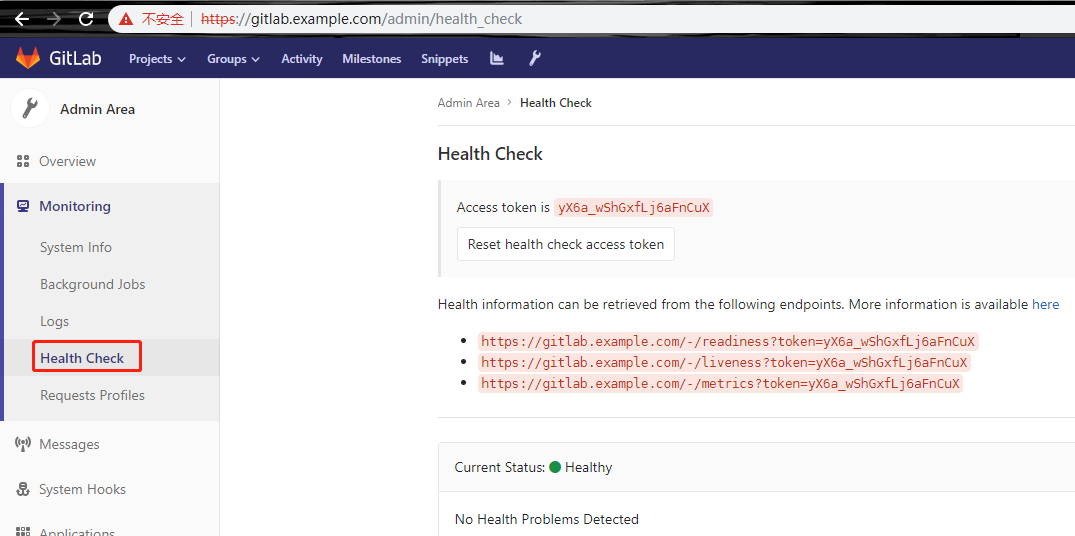 不安全 https://gitlab.example.com/admin/health_check
GitLab Projects Groups Activity Milestones Snippets
Admin Area
Overview
Monitoring
System Info
Background Jobs
Logs
Health Check
Requests Profiles
Messages
System Hooks
Applications
Admin Area > Health Check
Health Check
Access token is yX6a_wShGxfLj6aFnCuX
Reset health check access token
Health information can be retrieved from the following endpoints. More information is available here
https://gitlab.example.com/-/readiness?token=yX6a_wShGxfLj6aFnCuX
https://gitlab.example.com/-/liveness?token=yX6a_wShGxfLj6aFnCuX
https://gitlab.example.com/-/metrics?token=yX6a_wShGxfLj6aFnCuX
Current Status: Healthy
No Health Problems Detected